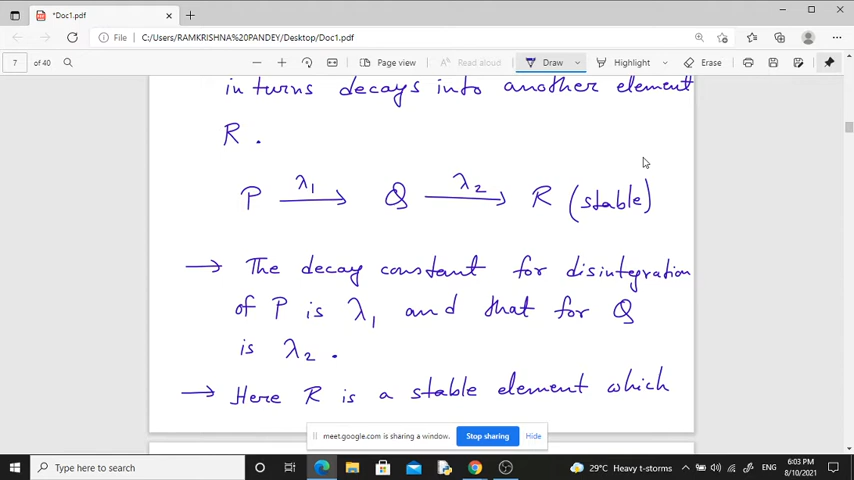 *Doc1.pdf
File C:/Users/RAMKRISHNA%20PANDEY/Desktop/Doc1.pdf
7 of 40 Page view Read aloud Draw Highlight Erase
in turns decays into another element
R .
P λ1 Q λ2 R (stable)
→ The decay constant for disintegration
of P is λ1 and that for Q
is λ2 .
→ Here R is a stable element which
meet.google.com is sharing a window. Stop sharing Hide
Type here to search 29°C Heavy t-storms ENG 6:03 PM
8/10/2021